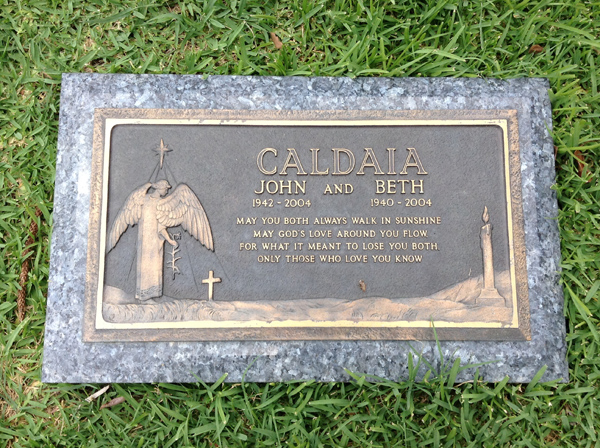 CALDAIA
JOHN AND BETH
1942 - 2004 1940 - 2004
MAY YOU BOTH ALWAYS WALK IN SUNSHINE
MAY GOD'S LOVE AROUND YOU FLOW
FOR WHAT IT MEANT TO LOSE YOU BOTH
ONLY THOSE WHO LOVE YOU KNOW